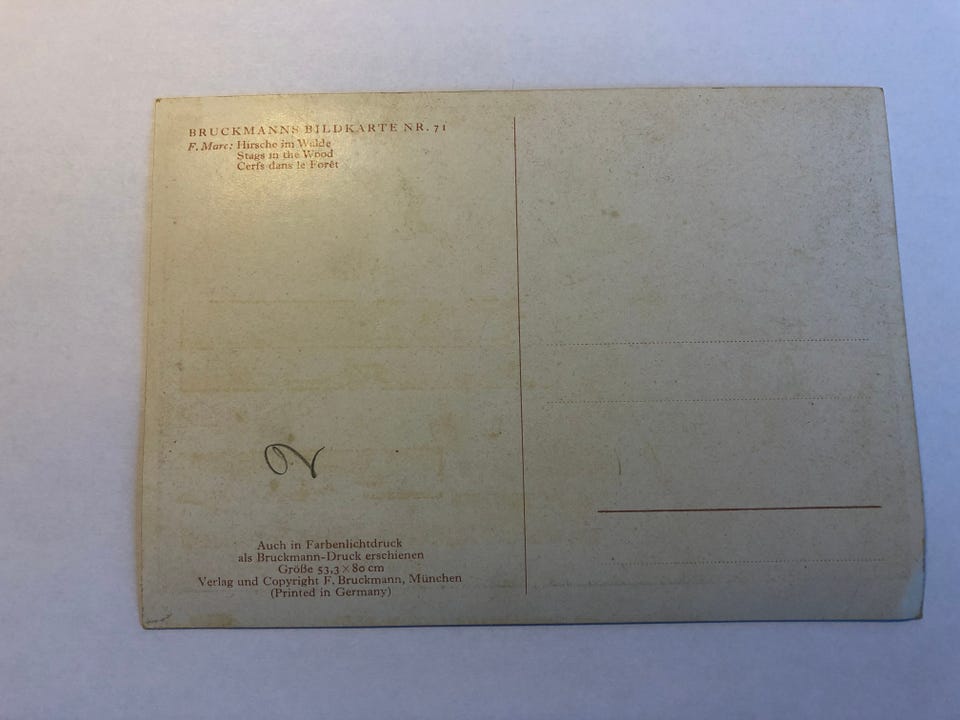 BRUCKMANNS BILDKARTE NR. 71
F. Marc: Hirsche im Walde
Stags in the Wood
Cerfs dans le Forêt
Auch in Farbenlichtdruck
als Bruckmann-Druck erschienen
Größe 53,3 × 80 cm
Verlag und Copyright F. Bruckmann, München
(Printed in Germany)